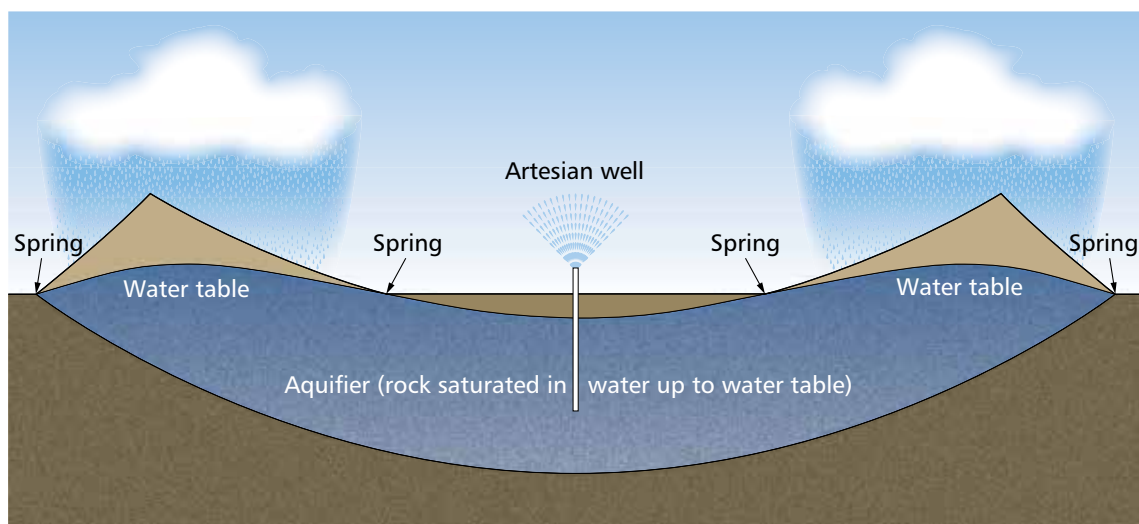 Artesian well
Spring
Spring
Spring
Spring
Water table
Water table
Aquifier (rock saturated in water up to water table)